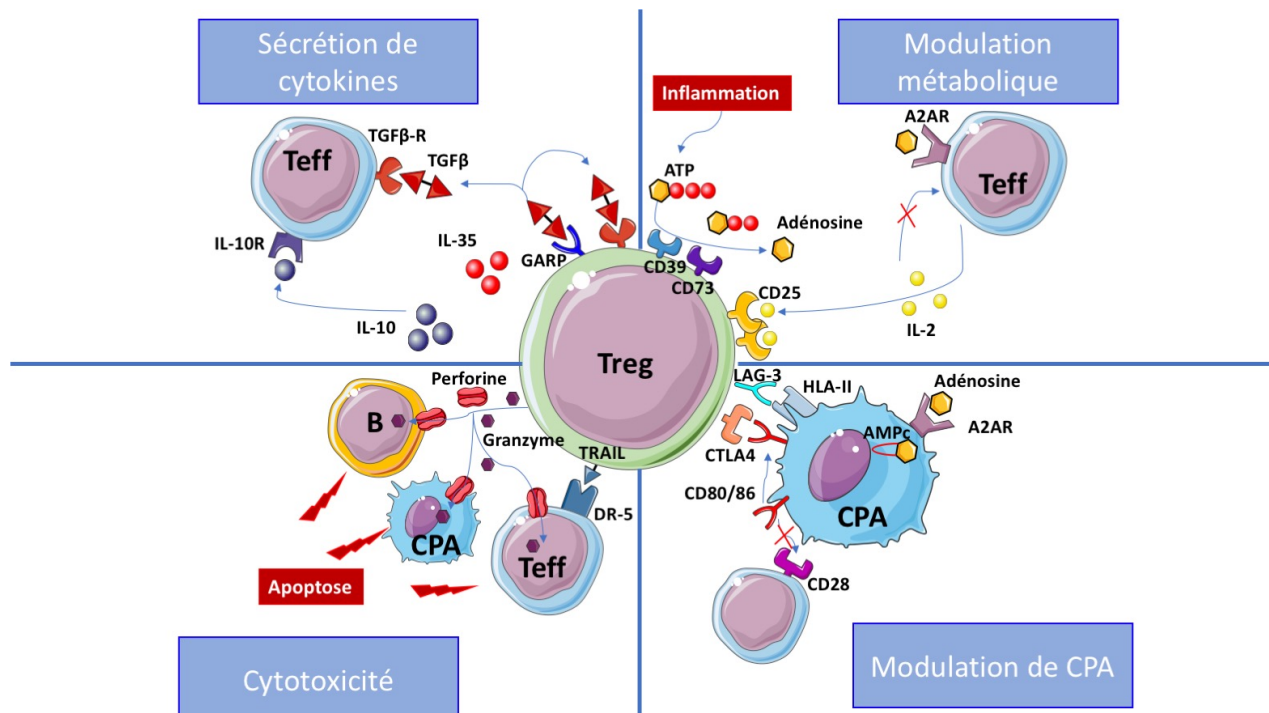 Sécrétion de
cytokines
Modulation
métabolique
Inflammation
A2AR
TGFβ-R
Teff
TGFβ
ATP
Teff
IL-10R
IL-35
GARP
Adénosine
CD39
CD73
CD25
IL-10
IL-2
Treg
Perforine
LAG-3
HLA-II
Adénosine
B
Granzyme
A2AR
TRAIL
CTLA4
AMPc
CD80/86
DR-5
CPA
CPA
Teff
Apoptose
CD28
Cytotoxicité
Modulation de CPA